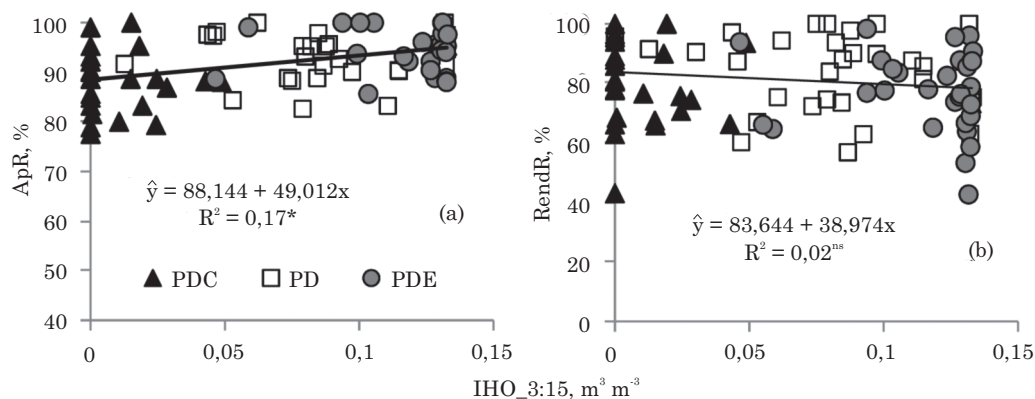 100
90
80
70
60
50
40
ApR, %
ŷ = 88,144 + 49,012x
R² = 0,17*
(a)
PDC PD PDE
0 0,05 0,1 0,15
100 %
80
60
40
20
0
RendR, %
ŷ = 83,644 + 38,974x
R² = 0,02ⁿˢ
(b)
0 0,05 0,1 0,15
IHO_3:15, m³ m⁻³